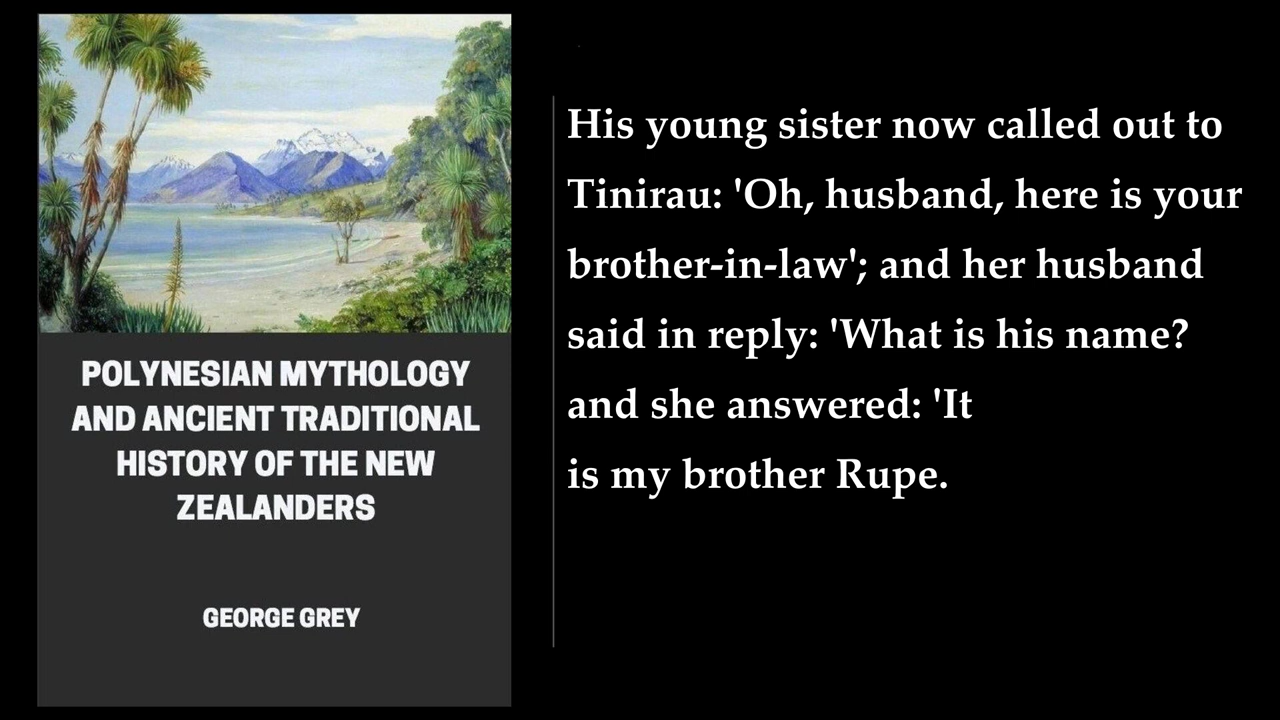 POLYNESIAN MYTHOLOGY
AND ANCIENT TRADITIONAL
HISTORY OF THE NEW
ZEALANDERS
GEORGE GREY
His young sister now called out to
Tinirau: 'Oh, husband, here is your
brother-in-law'; and her husband
said in reply: 'What is his name?
and she answered: 'It
is my brother Rupe.